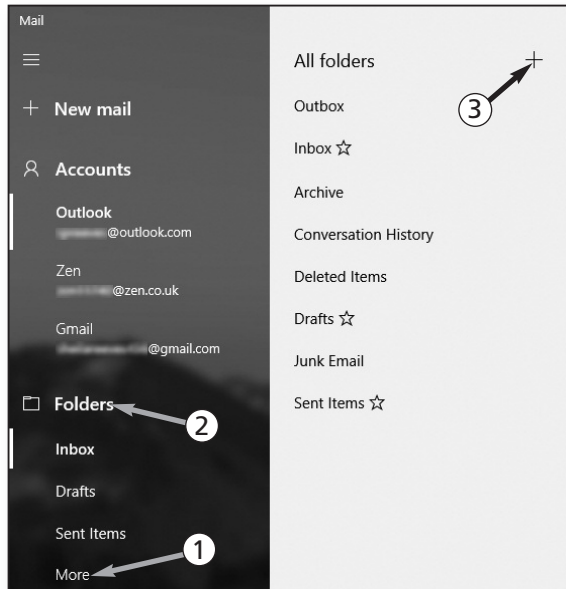 Mail
New mail
Accounts
Outlook
@outlook.com
Zen
@zen.co.uk
Gmail
@gmail.com
Folders
2
Inbox
Drafts
Sent Items
1
More
All folders
3
Outbox
Inbox ☆
Archive
Conversation History
Deleted Items
Drafts ☆
Junk Email
Sent Items ☆